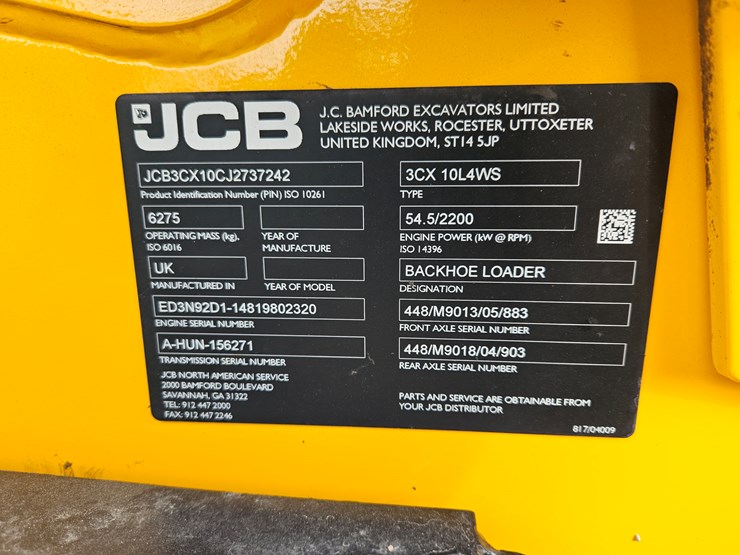 JCB
J.C. BAMFORD EXCAVATORS LIMITED
LAKESIDE WORKS, ROCESTER, UTTOXETER
UNITED KINGDOM, ST14 5JP
JCB3CX10CJ2737242
Product Identification Number (PIN) ISO 10261
6275
OPERATING MASS (kg).
ISO 6016
YEAR OF
MANUFACTURE
UK
MANUFACTURED IN
YEAR OF MODEL
ED3N92D1-14819802320
ENGINE SERIAL NUMBER
A-HUN-156271
TRANSMISSION SERIAL NUMBER
JCB NORTH AMERICAN SERVICE
2000 BAMFORD BOULEVARD
SAVANNAH, GA 31322
TEL: 912 447 2000
FAX: 912 447 2246
3CX 10L4WS
TYPE
54.5/2200
ENGINE POWER (kW @ RPM)
ISO 14396
BACKHOE LOADER
DESIGNATION
448/M9013/05/883
FRONT AXLE SERIAL NUMBER
448/M9018/04/903
REAR AXLE SERIAL NUMBER
PARTS AND SERVICE ARE OBTAINABLE FROM
YOUR JCB DISTRIBUTOR
817/04009